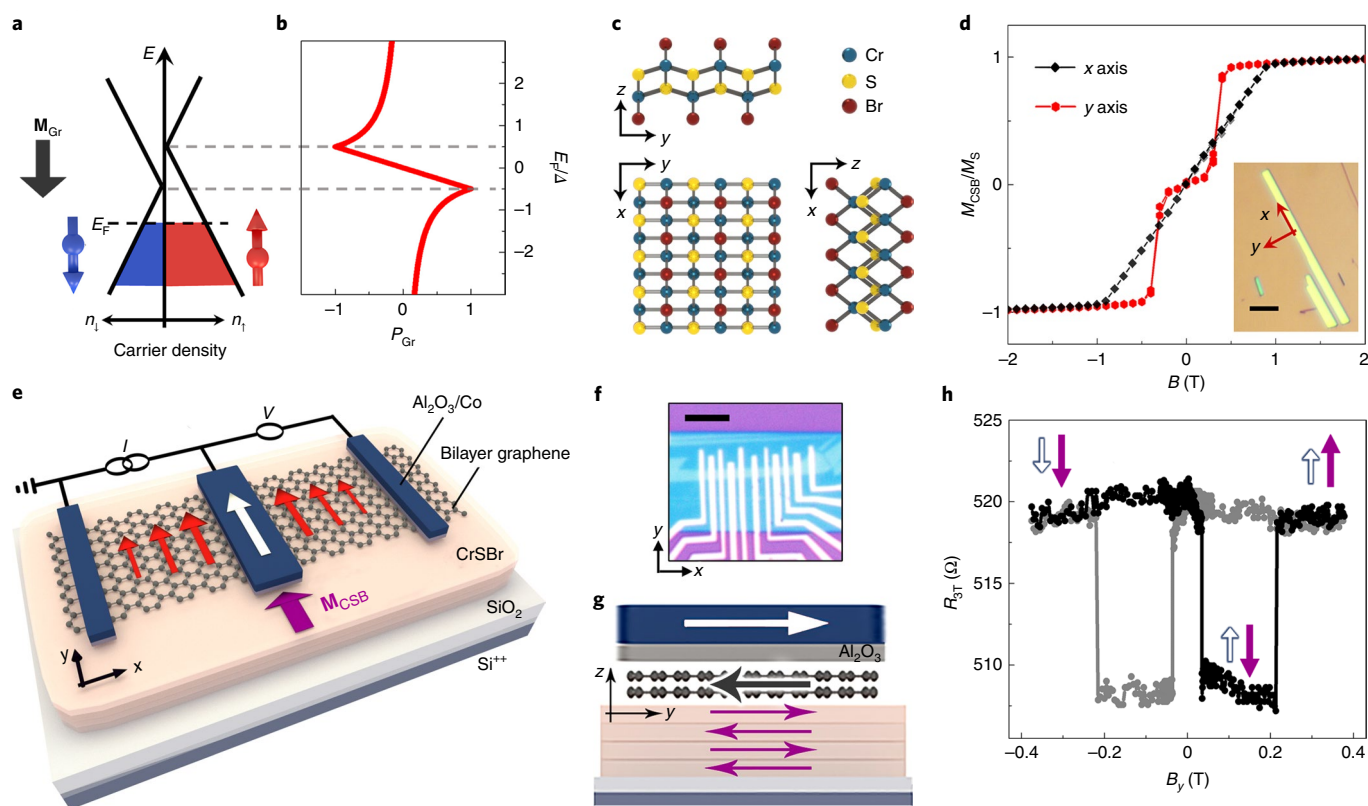 a
E
M_Gr
E_F
n↓
n↑
Carrier density
b
2
1
0
−1
−2
E_F/Δ
−1
0
1
P_Gr
c
Cr
S
Br
z
y
y
x
z
x
d
x axis
y axis
1
0
−1
M_CSB/M_S
x
y
−2
−1
0
1
2
B (T)
e
I
V
Al₂O₃/Co
Bilayer graphene
CrSBr
M_CSB
SiO₂
Si⁺⁺
y
x
f
y
x
g
Al₂O₃
z
y
h
525
520
515
510
R_3T (Ω)
−0.4
−0.2
0
0.2
0.4
B_y (T)